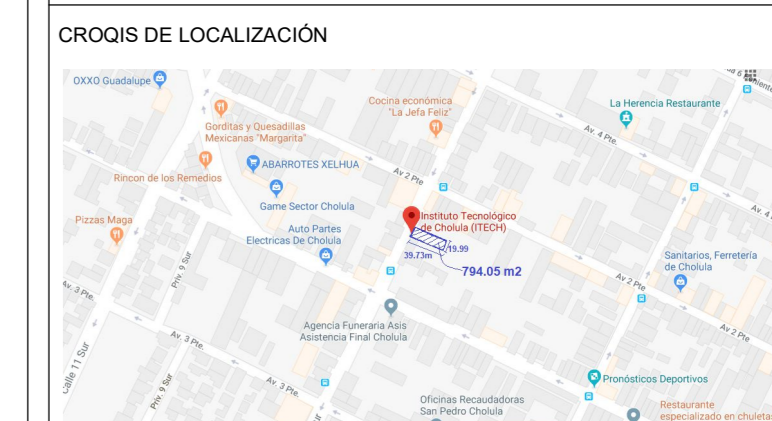 CROQIS DE LOCALIZACIÓN
OXXO Guadalupe
Cocina económica
"La Jefa Feliz"
La Herencia Restaurante
Gorditas y Quesadillas
Mexicanas "Margarita"
Av. 4 Pte.
ABARROTES XELHUA
Rincon de los Remedios
Av 2 Pte
Game Sector Cholula
Av. 4
Pizzas Maga
Instituto Tecnológico
de Cholula (ITECH)
Auto Partes
Electricas De Cholula
19.99
39.73m
794.05 m2
Sanitarios, Ferretería
de Cholula
Priv. 9 Sur
Av 2 Pte
Av. 3 Pte.
Agencia Funeraria Asis
Asistencia Final Cholula
Av 2 Pte
Av. 3 Pte.
Calle 11 Sur
Pronósticos Deportivos
Av. 3 Pte.
Priv. 9 Sur
Oficinas Recaudadoras
San Pedro Cholula
Restaurante
especializado en chuletas